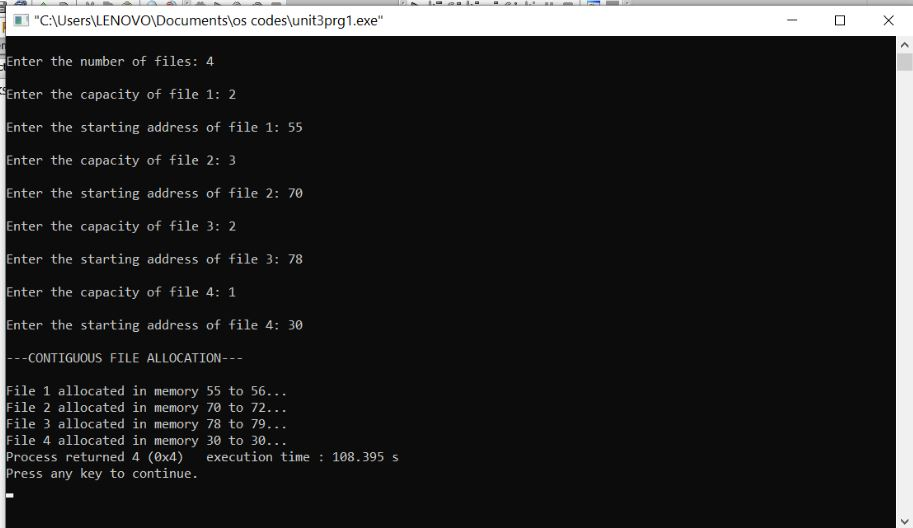 "C:\Users\LENOVO\Documents\os codes\unit3prg1.exe"
Enter the number of files: 4
Enter the capacity of file 1: 2
Enter the starting address of file 1: 55
Enter the capacity of file 2: 3
Enter the starting address of file 2: 70
Enter the capacity of file 3: 2
Enter the starting address of file 3: 78
Enter the capacity of file 4: 1
Enter the starting address of file 4: 30
---CONTIGUOUS FILE ALLOCATION---
File 1 allocated in memory 55 to 56...
File 2 allocated in memory 70 to 72...
File 3 allocated in memory 78 to 79...
File 4 allocated in memory 30 to 30...
Process returned 4 (0x4)   execution time : 108.395 s
Press any key to continue.